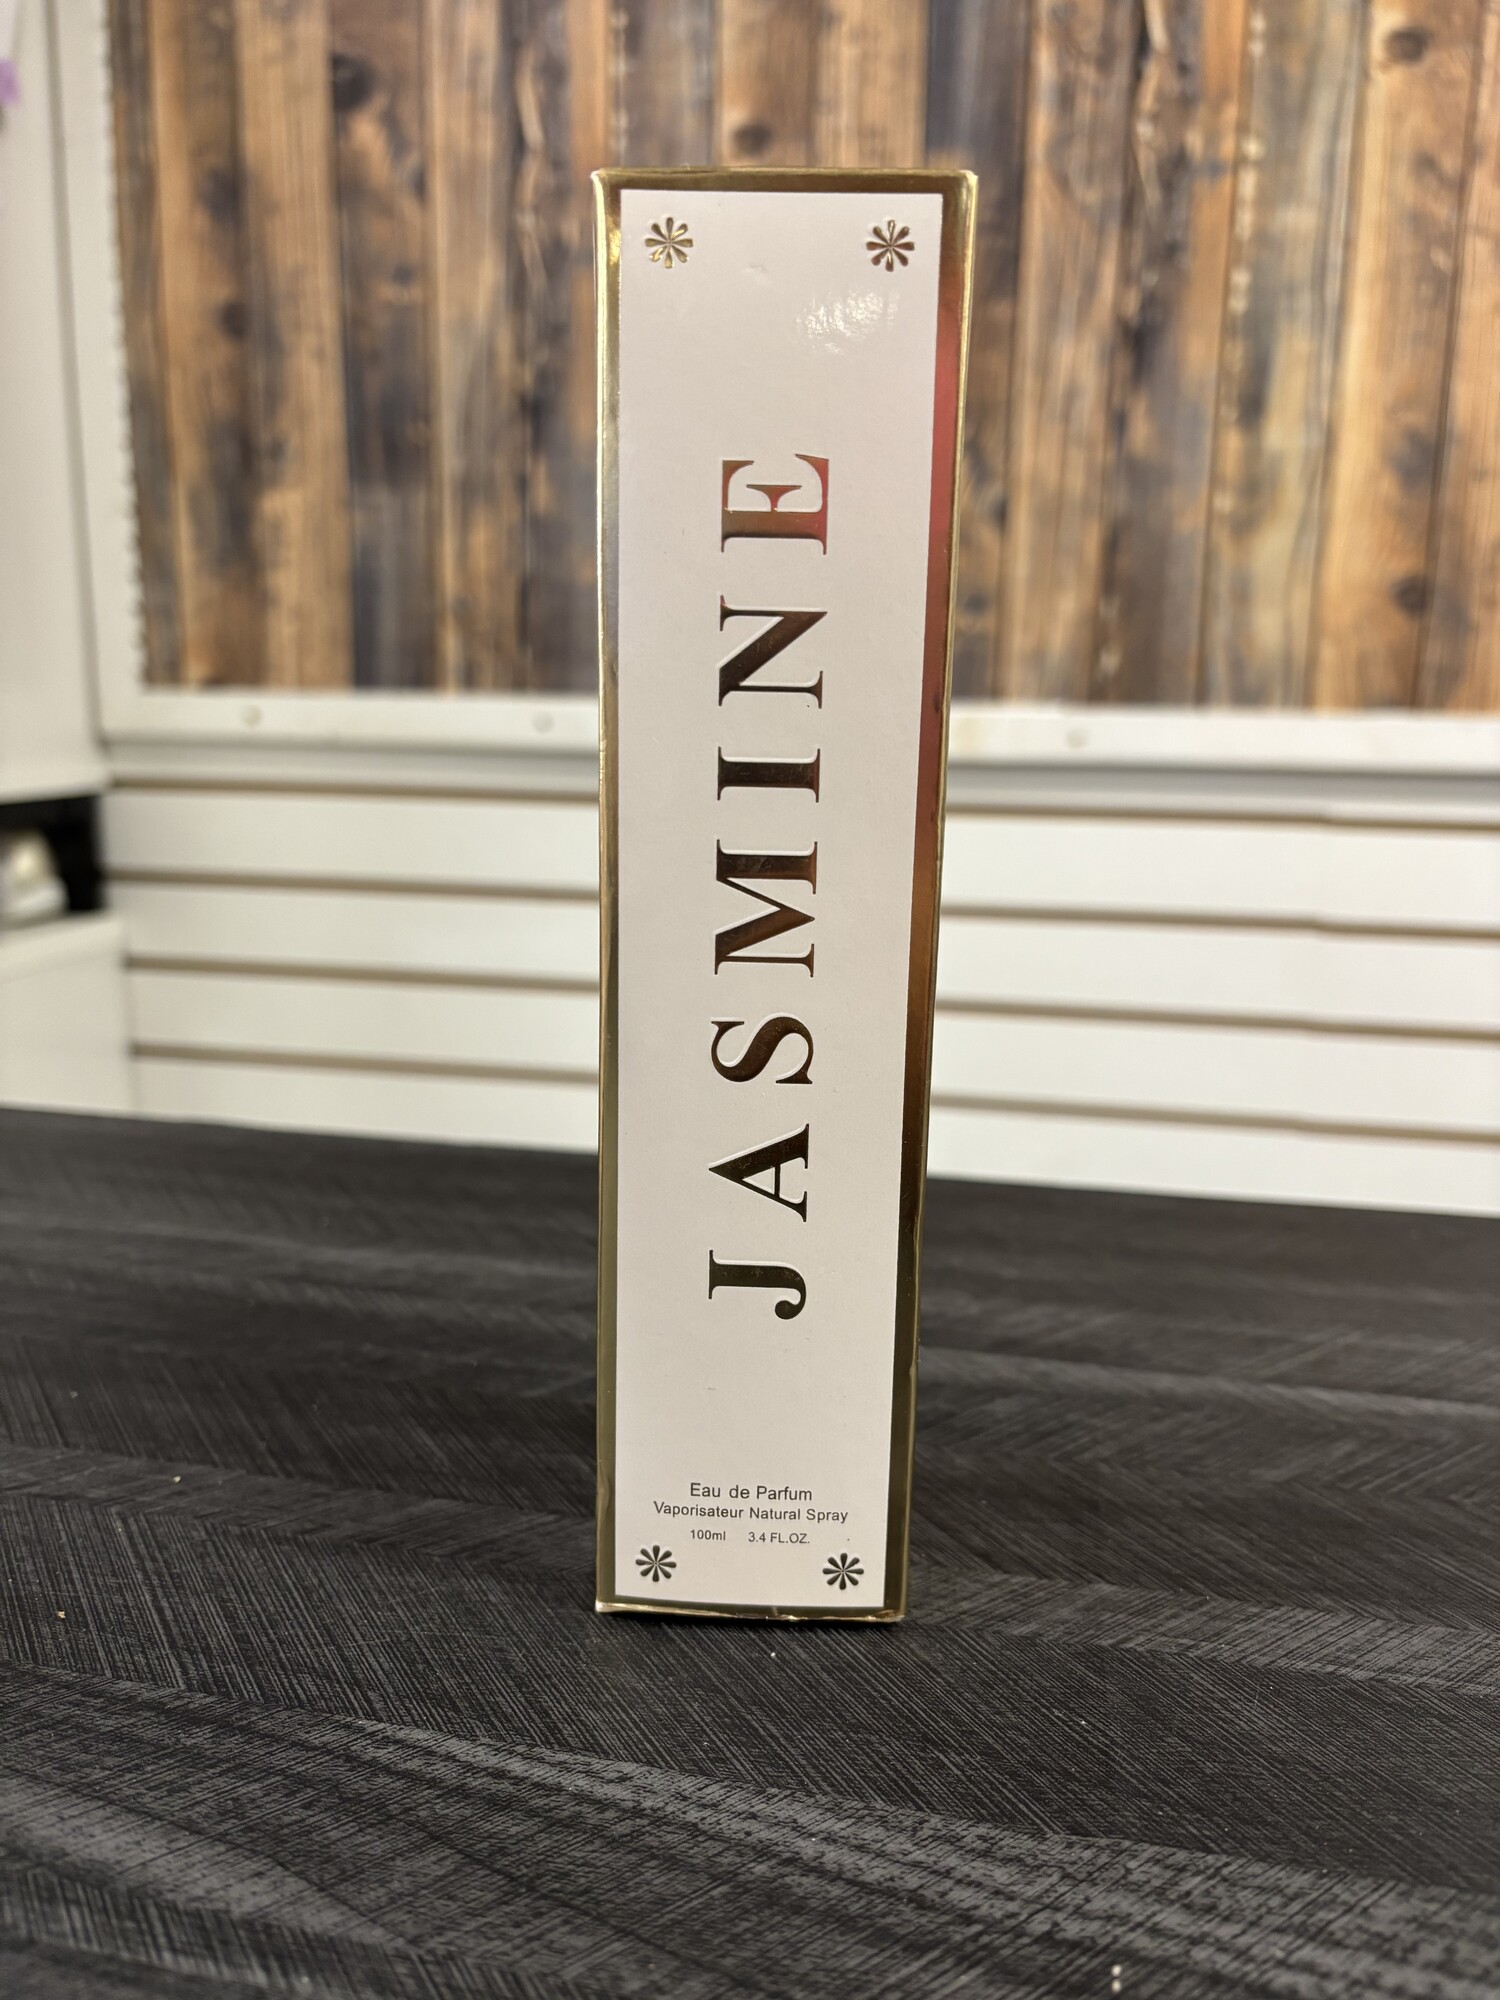 JASMINE
Eau de Parfum
Vaporisateur Natural Spray
100ml 3.4 FL.OZ.